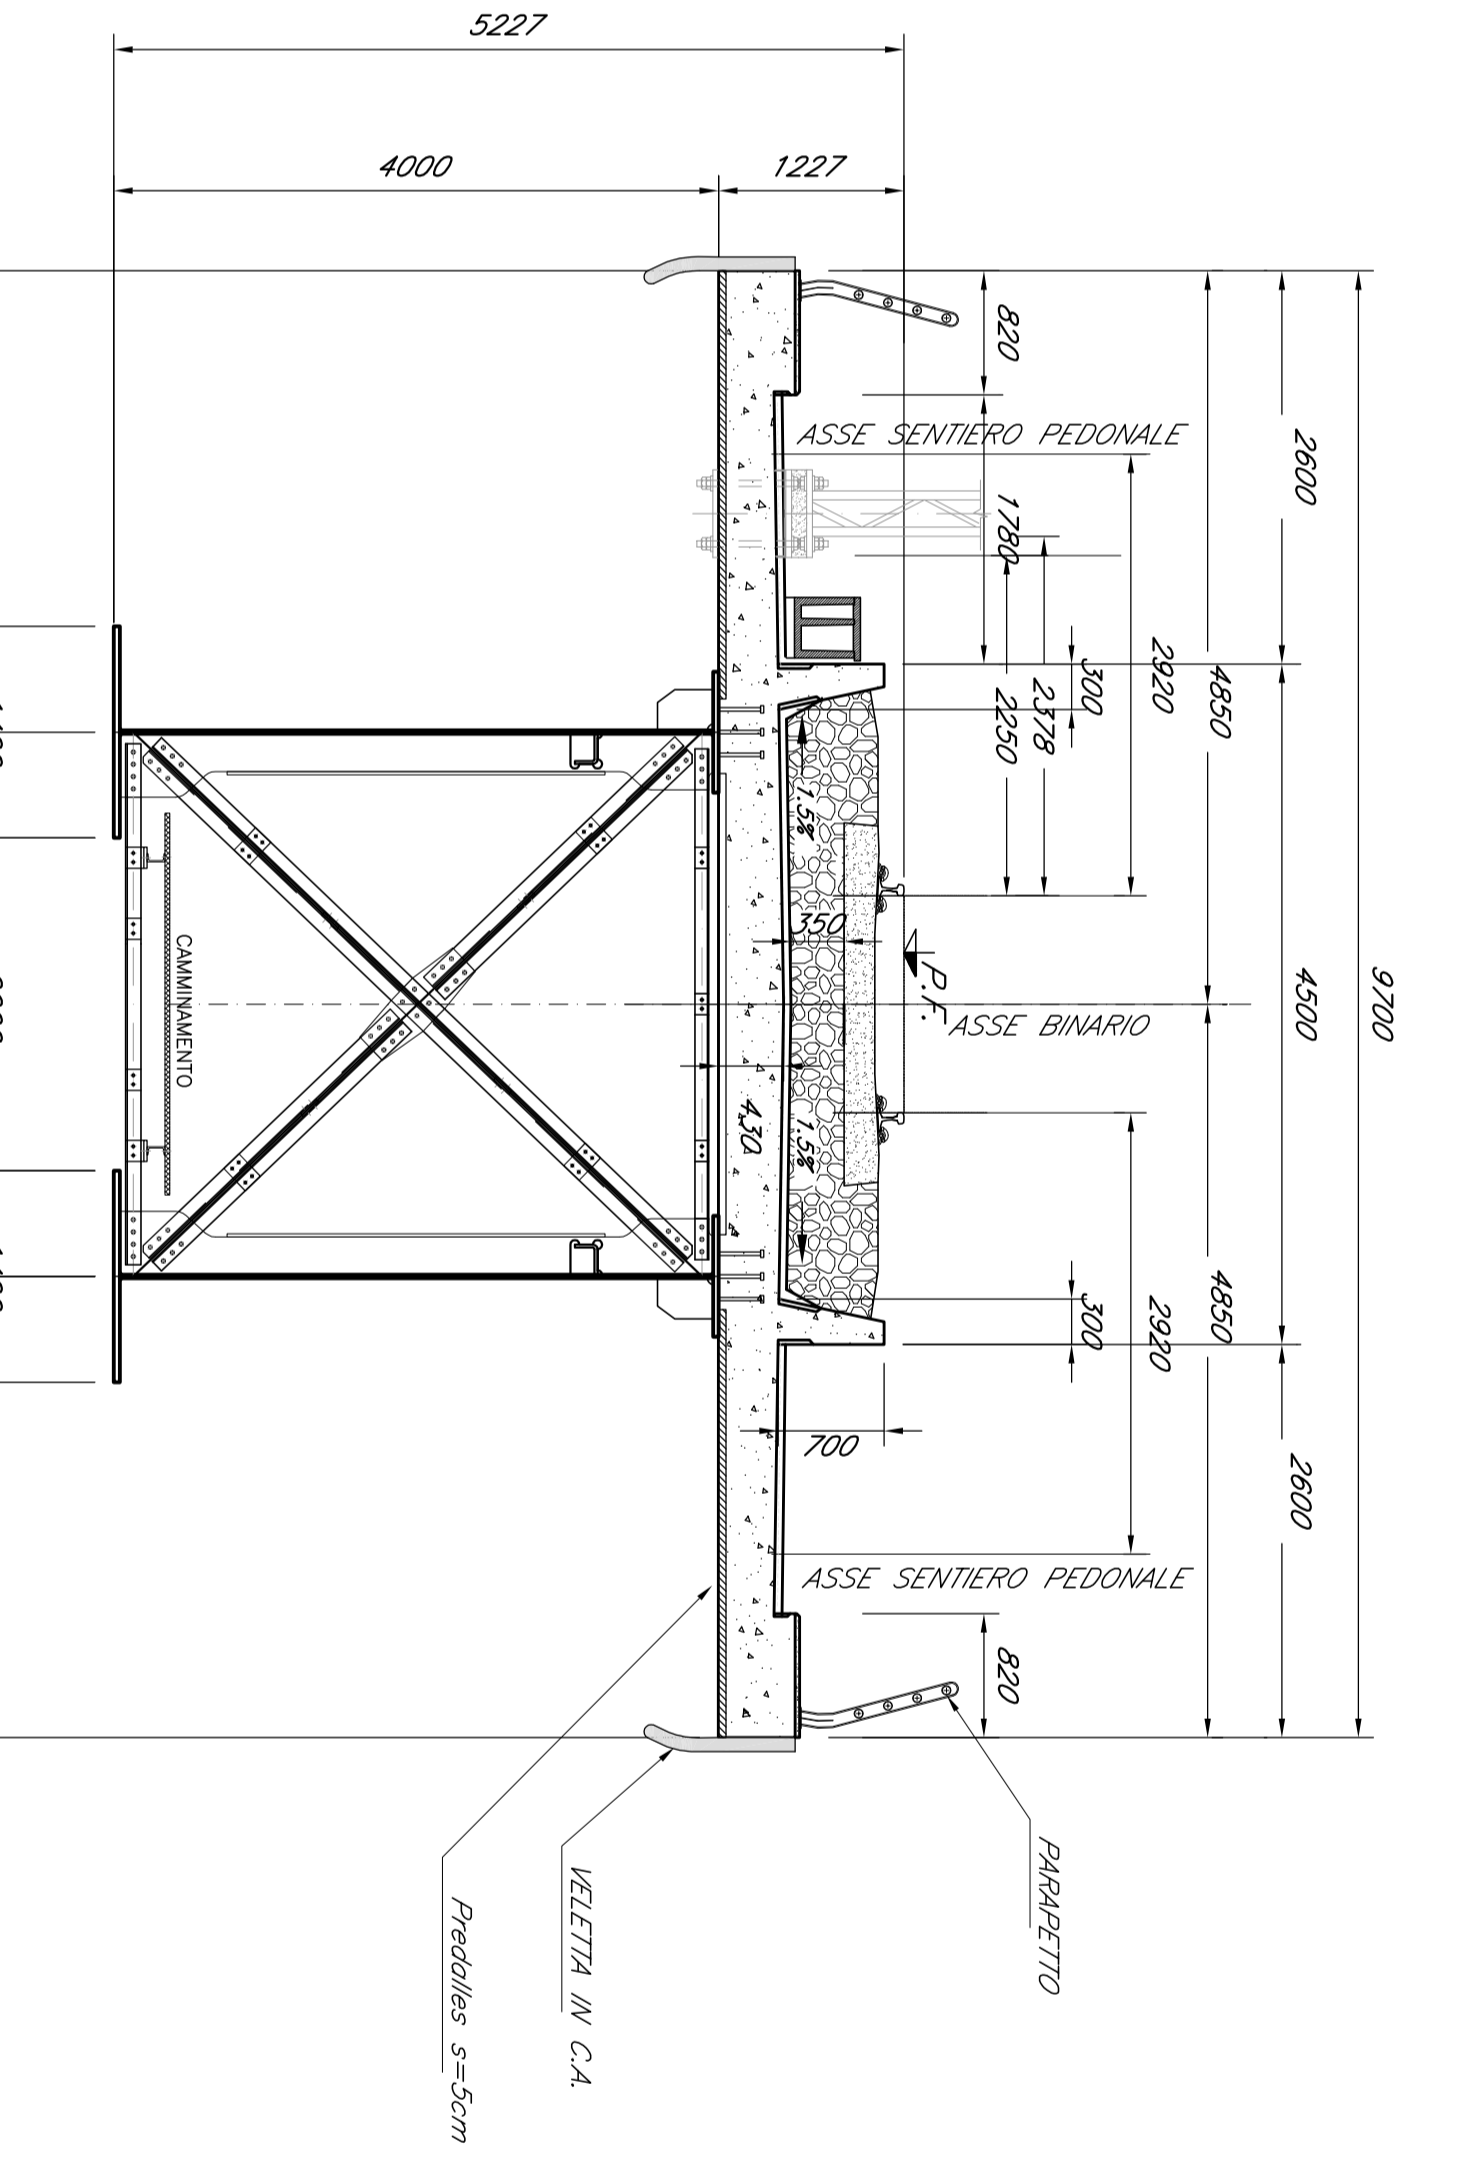 5227
4000
1227
820
2600
ASSE SENTIERO PEDONALE
1780
300
2920
4850
2378
2250
1.5%
350
P.F.
ASSE BINARIO
9700
4500
CAMMINAMENTO
430
1.5%
300
2920
4850
700
2600
ASSE SENTIERO PEDONALE
820
PARAPETTO
VELETTA IN C.A.
Predalles s=5cm